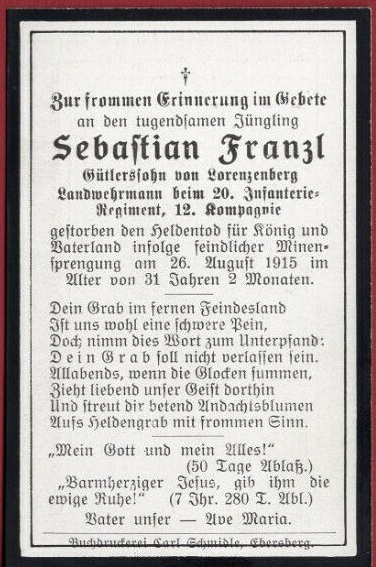 †
Zur frommen Erinnerung im Gebete
an den tugendsamen Jüngling
Sebastian Franzl
Gütlerssohn von Lorenzenberg
Landwehrmann beim 20. Infanterie-
Regiment, 12. Kompagnie
gestorben den Heldentod für König und
Vaterland infolge feindlicher Minen-
sprengung am 26. August 1915 im
Alter von 31 Jahren 2 Monaten.
Dein Grab im fernen Feindesland
Ist uns wohl eine schwere Pein,
Doch nimm dies Wort zum Unterpfand:
Dein Grab soll nicht verlassen sein.
Allabends, wenn die Glocken summen,
Zieht liebend unser Geist dorthin
Und streut dir betend Andachtsblumen
Aufs Heldengrab mit frommen Sinn.
„Mein Gott und mein Alles!"
(50 Tage Ablaß.)
„Barmherziger Jesus, gib ihm die
ewige Ruhe!" (7 Jhr. 280 T. Abl.)
Vater unser — Ave Maria.
Buchdruckerei Carl Schmidle, Ebersberg.